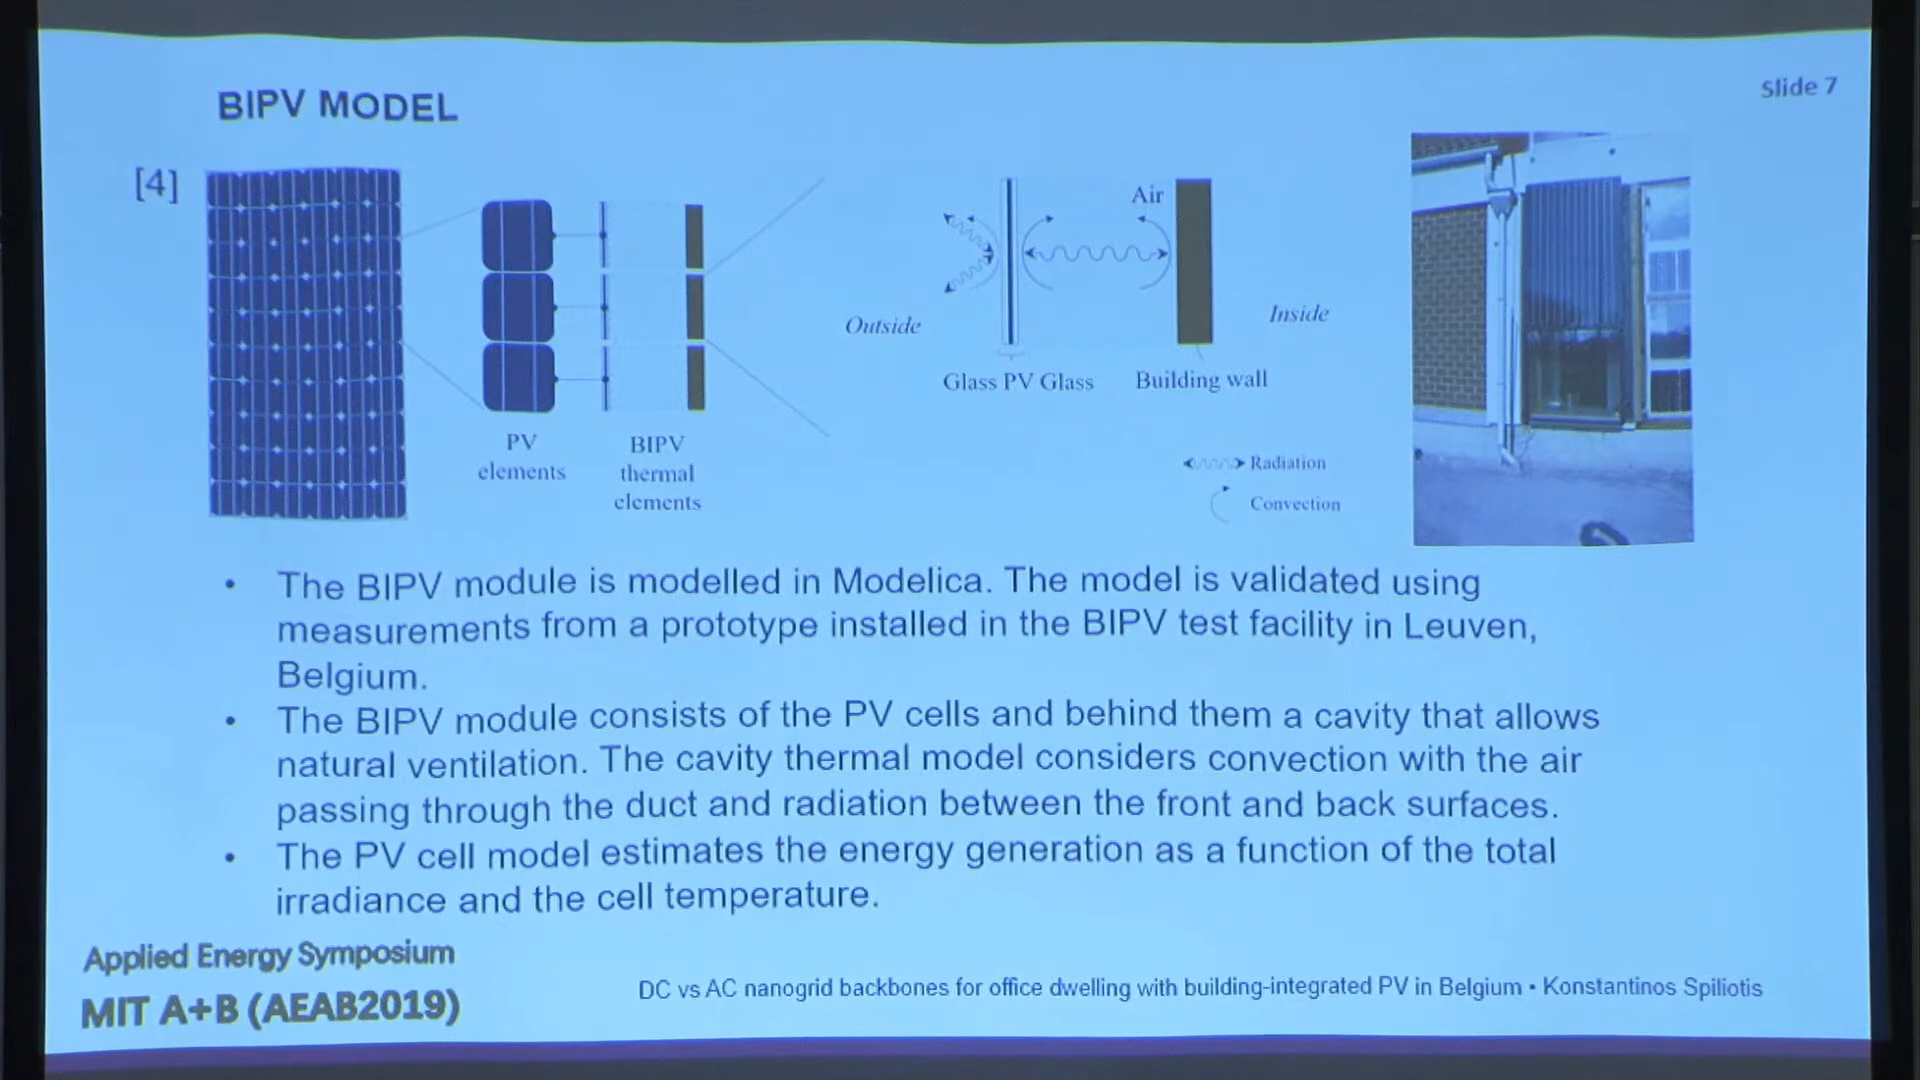 Slide 7
BIPV MODEL
[4]
Air
Outside
Inside
Glass PV Glass
Building wall
PV
elements
BIPV
thermal
elements
Radiation
Convection
• The BIPV module is modelled in Modelica. The model is validated using
measurements from a prototype installed in the BIPV test facility in Leuven,
Belgium.
• The BIPV module consists of the PV cells and behind them a cavity that allows
natural ventilation. The cavity thermal model considers convection with the air
passing through the duct and radiation between the front and back surfaces.
• The PV cell model estimates the energy generation as a function of the total
irradiance and the cell temperature.
Applied Energy Symposium
MIT A+B (AEAB2019)
DC vs AC nanogrid backbones for office dwelling with building-integrated PV in Belgium • Konstantinos Spiliotis